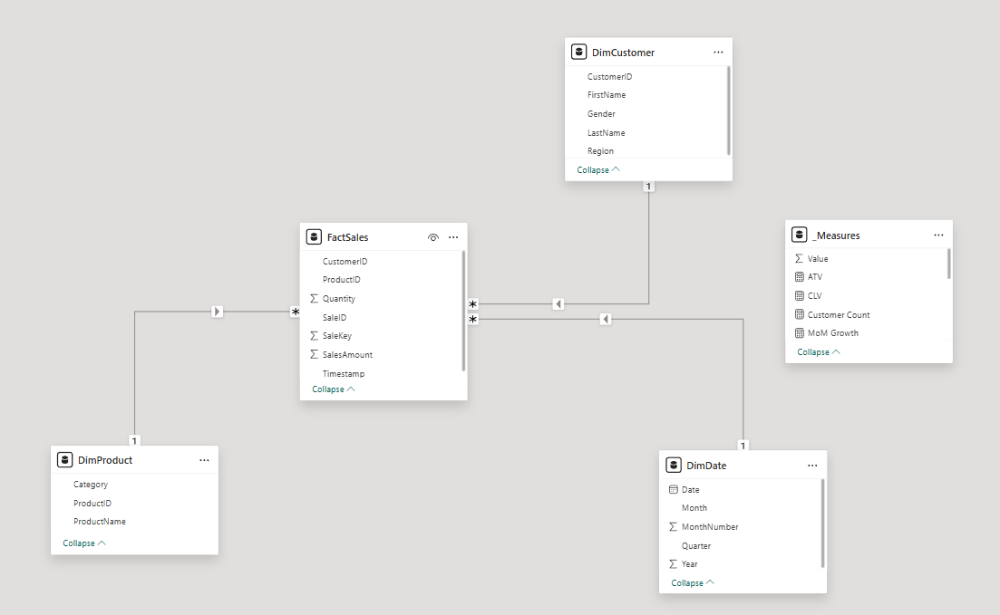 DimCustomer
CustomerID
FirstName
Gender
LastName
Region
Collapse
1
FactSales
CustomerID
ProductID
Quantity
SaleID
SaleKey
SalesAmount
Timestamp
Collapse
*
*
*
_Measures
Value
ATV
CLV
Customer Count
MoM Growth
Collapse
1
DimProduct
Category
ProductID
ProductName
Collapse
1
DimDate
Date
Month
MonthNumber
Quarter
Year
Collapse